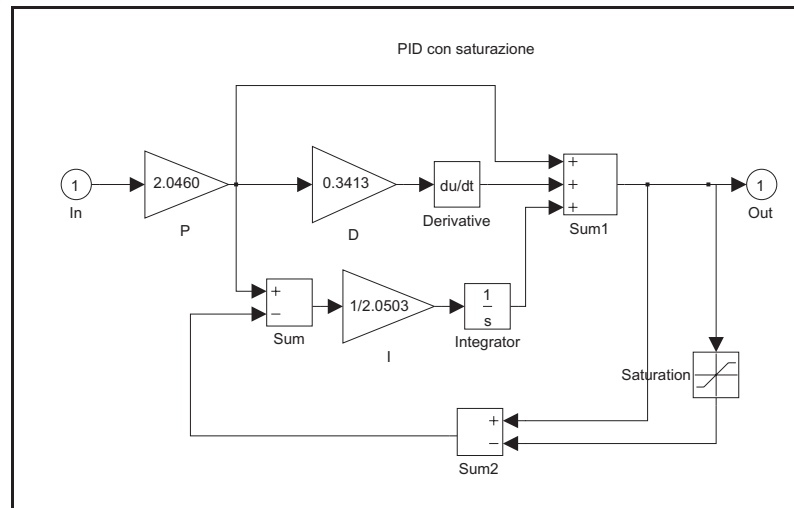 PID con saturazione
1
In
2.0460
P
0.3413
D
du/dt
Derivative
+
+
+
Sum1
1
Out
+
−
Sum
1/2.0503
I
1
s
Integrator
Saturation
+
−
Sum2